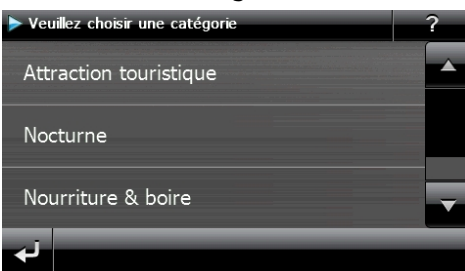 Veuillez choisir une catégorie ?
Attraction touristique
Nocturne
Nourriture & boire